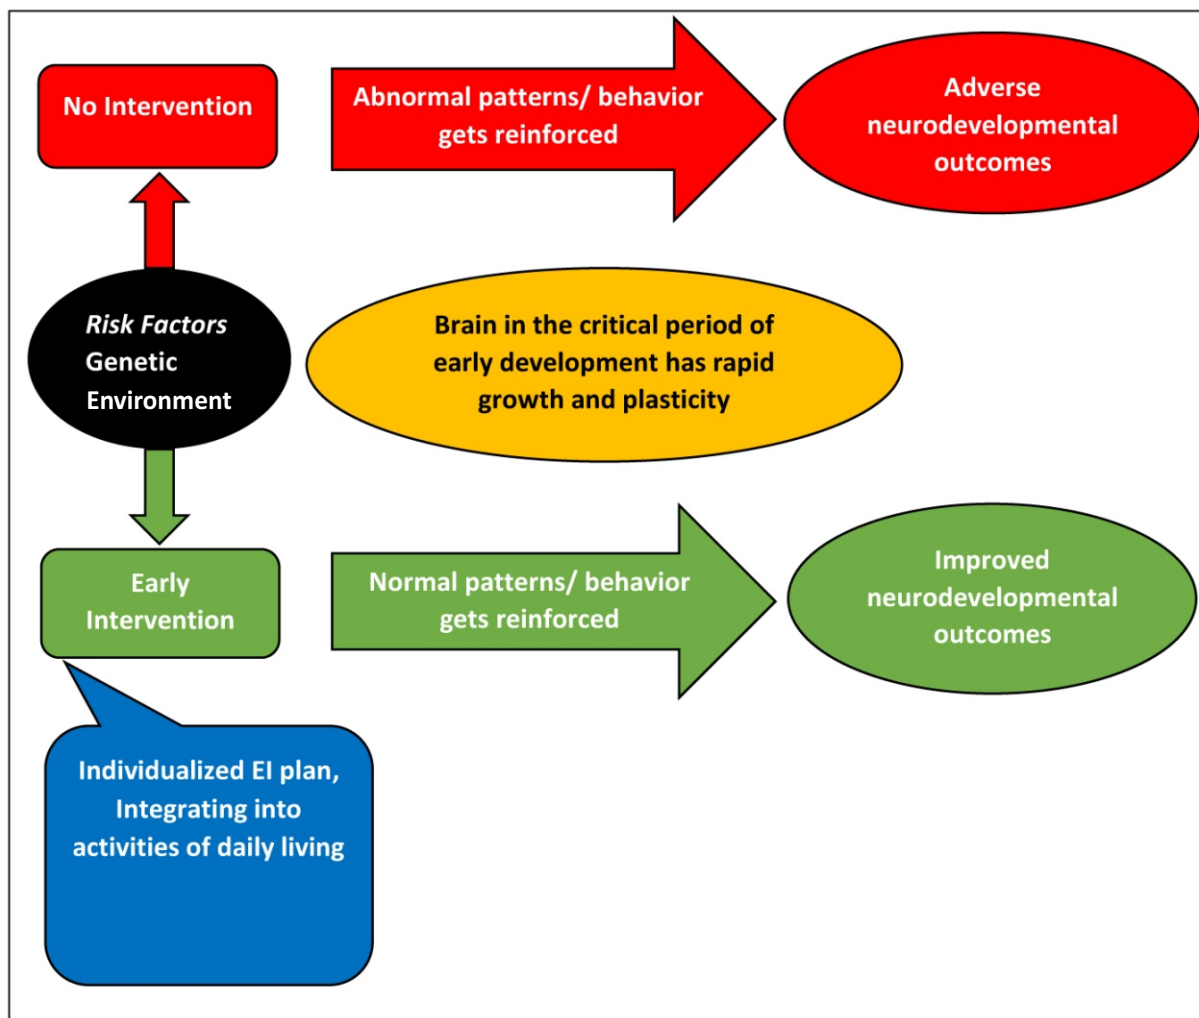 No Intervention
Abnormal patterns/ behavior
gets reinforced
Adverse
neurodevelopmental
outcomes
Risk Factors
Genetic
Environment
Brain in the critical period of
early development has rapid
growth and plasticity
Early
Intervention
Normal patterns/ behavior
gets reinforced
Improved
neurodevelopmental
outcomes
Individualized EI plan,
Integrating into
activities of daily living